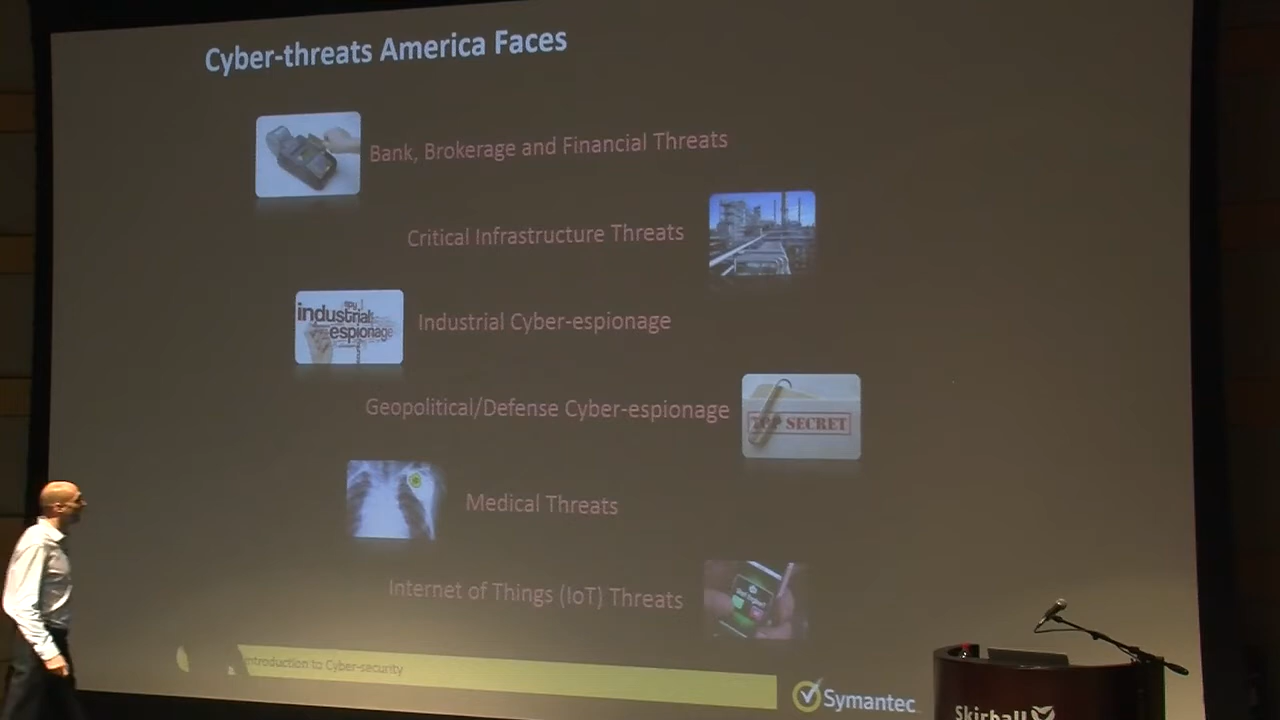 Cyber-threats America Faces
Bank, Brokerage and Financial Threats
Critical Infrastructure Threats
spy
industrial
espionage
Industrial Cyber-espionage
Geopolitical/Defense Cyber-espionage
TOP SECRET
Medical Threats
Internet of Things (IoT) Threats
Introduction to Cyber-security
Symantec
Skirball